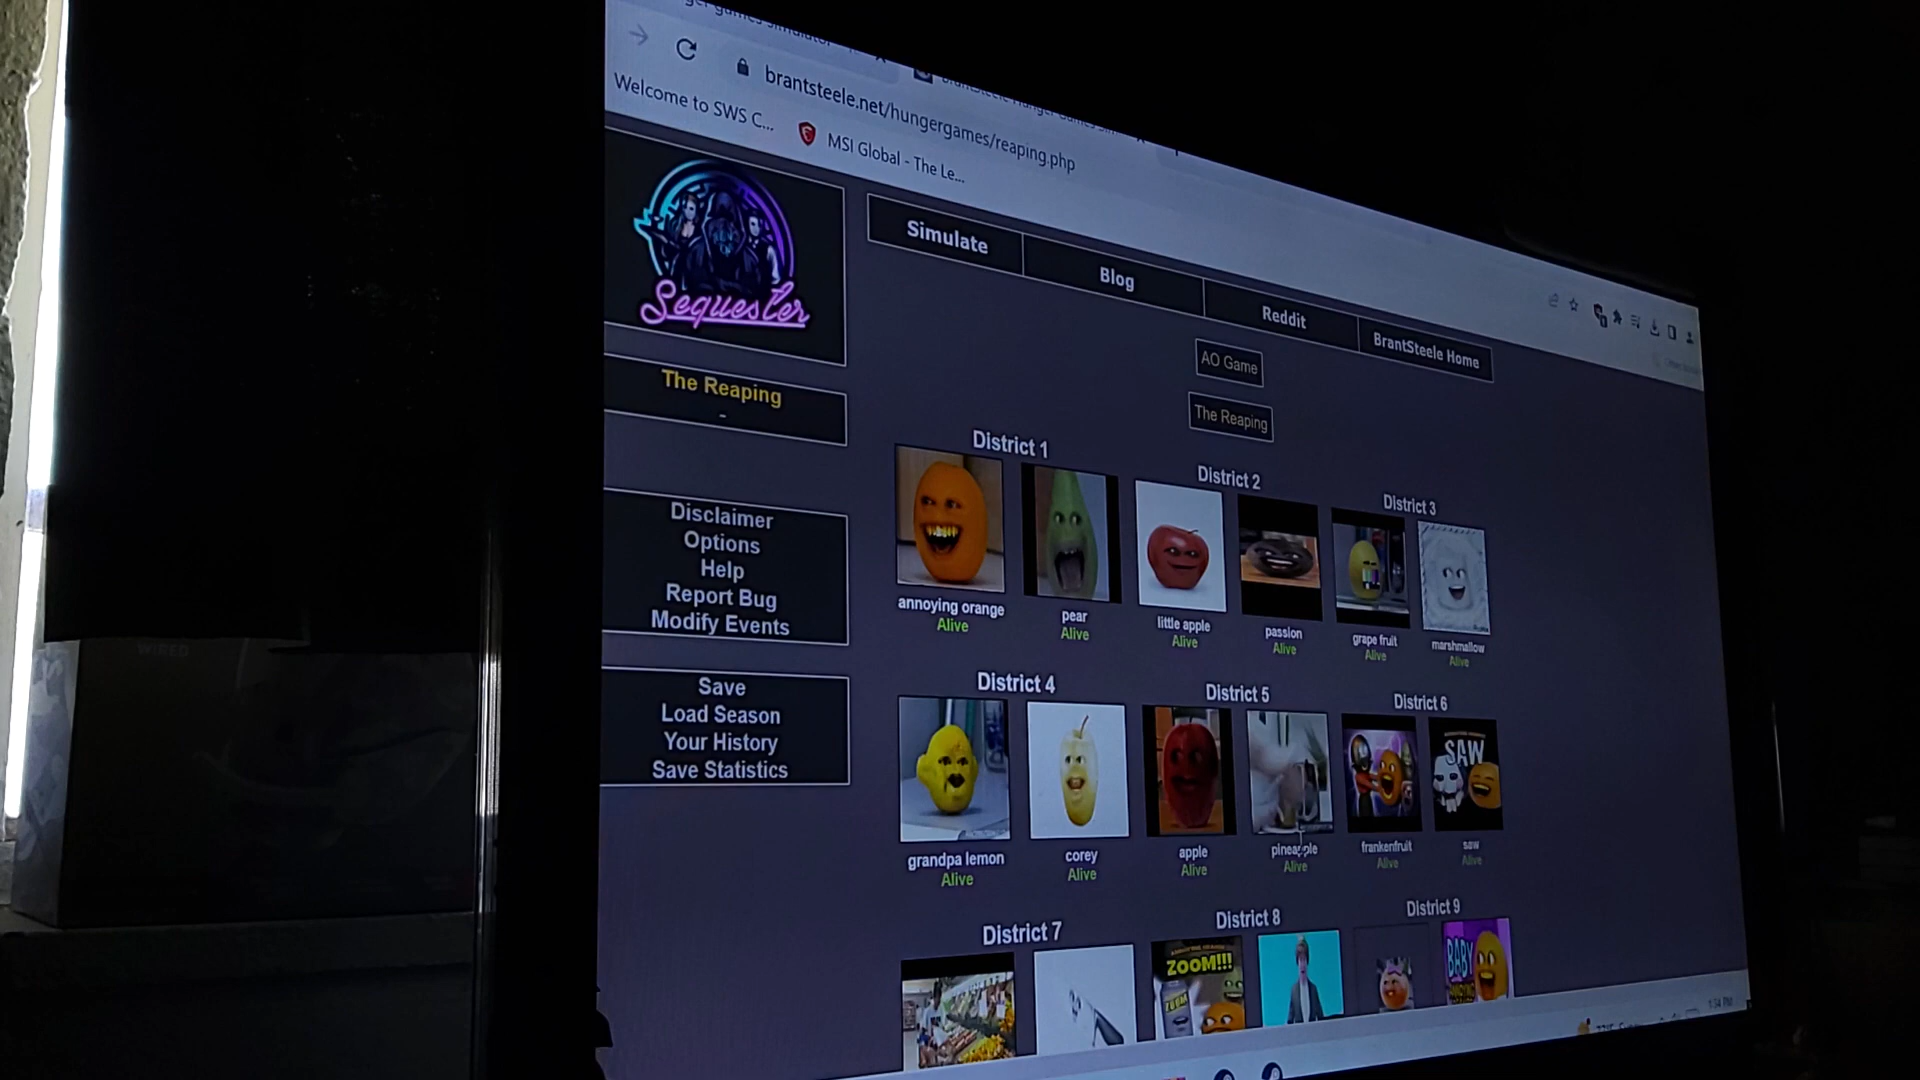 brantsteele.net/hungergames/reaping.php
Welcome to SWS C...
MSI Global - The Le...
Sequester
Simulate
Blog
Reddit
BrantSteele Home
AO Game
The Reaping
The Reaping
-
Disclaimer
Options
Help
Report Bug
Modify Events
Save
Load Season
Your History
Save Statistics
District 1
District 2
District 3
annoying orange
Alive
pear
Alive
little apple
Alive
passion
Alive
grape fruit
Alive
marshmallow
Alive
District 4
District 5
District 6
SAW
grandpa lemon
Alive
corey
Alive
apple
Alive
pineapple
Alive
frankenfruit
Alive
saw
Alive
District 7
District 8
District 9
ZOOM!!!
BABY
1:54 PM
WiRED